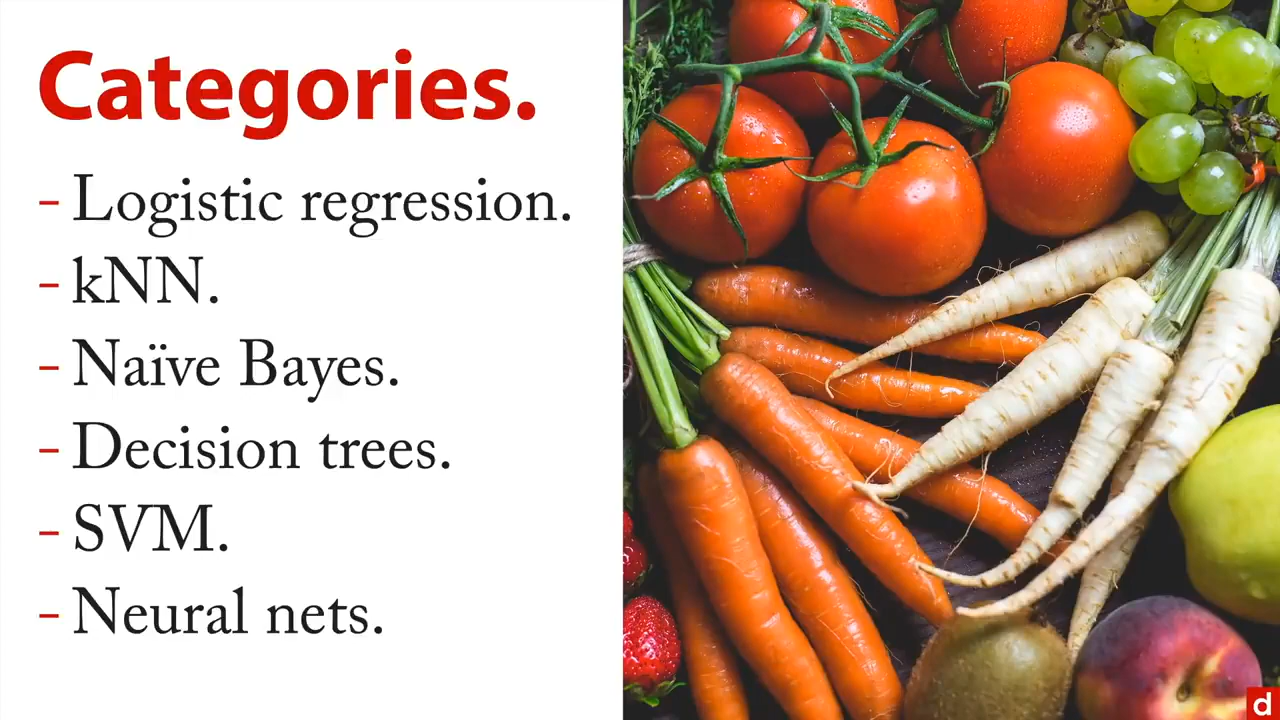 Categories.
- Logistic regression.
- kNN.
- Naïve Bayes.
- Decision trees.
- SVM.
- Neural nets.
d